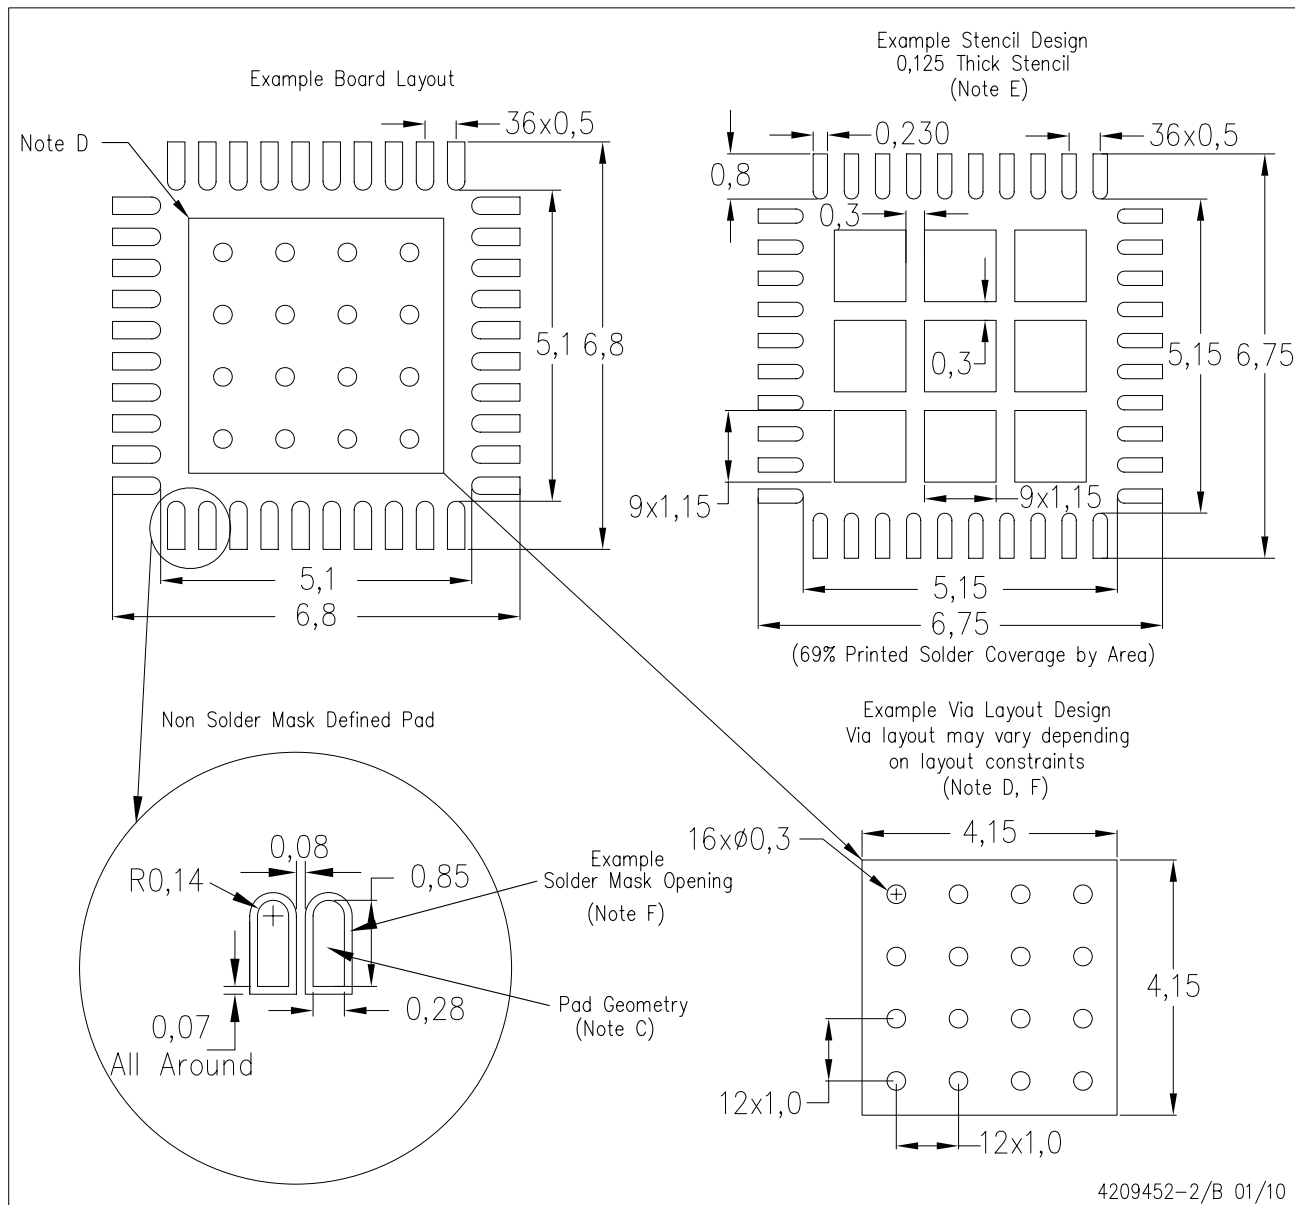 Example Board Layout
Note D
36x0,5
5,1
6,8
5,1
6,8
Example Stencil Design
0,125 Thick Stencil
(Note E)
0,230
36x0,5
0,8
0,3
0,3
5,15
6,75
9x1,15
9x1,15
5,15
6,75
(69% Printed Solder Coverage by Area)
Non Solder Mask Defined Pad
0,08
R0,14
0,85
Example
Solder Mask Opening
(Note F)
0,28
Pad Geometry
(Note C)
0,07
All Around
Example Via Layout Design
Via layout may vary depending
on layout constraints
(Note D, F)
16xø0,3
4,15
4,15
12x1,0
12x1,0
4209452-2/B 01/10